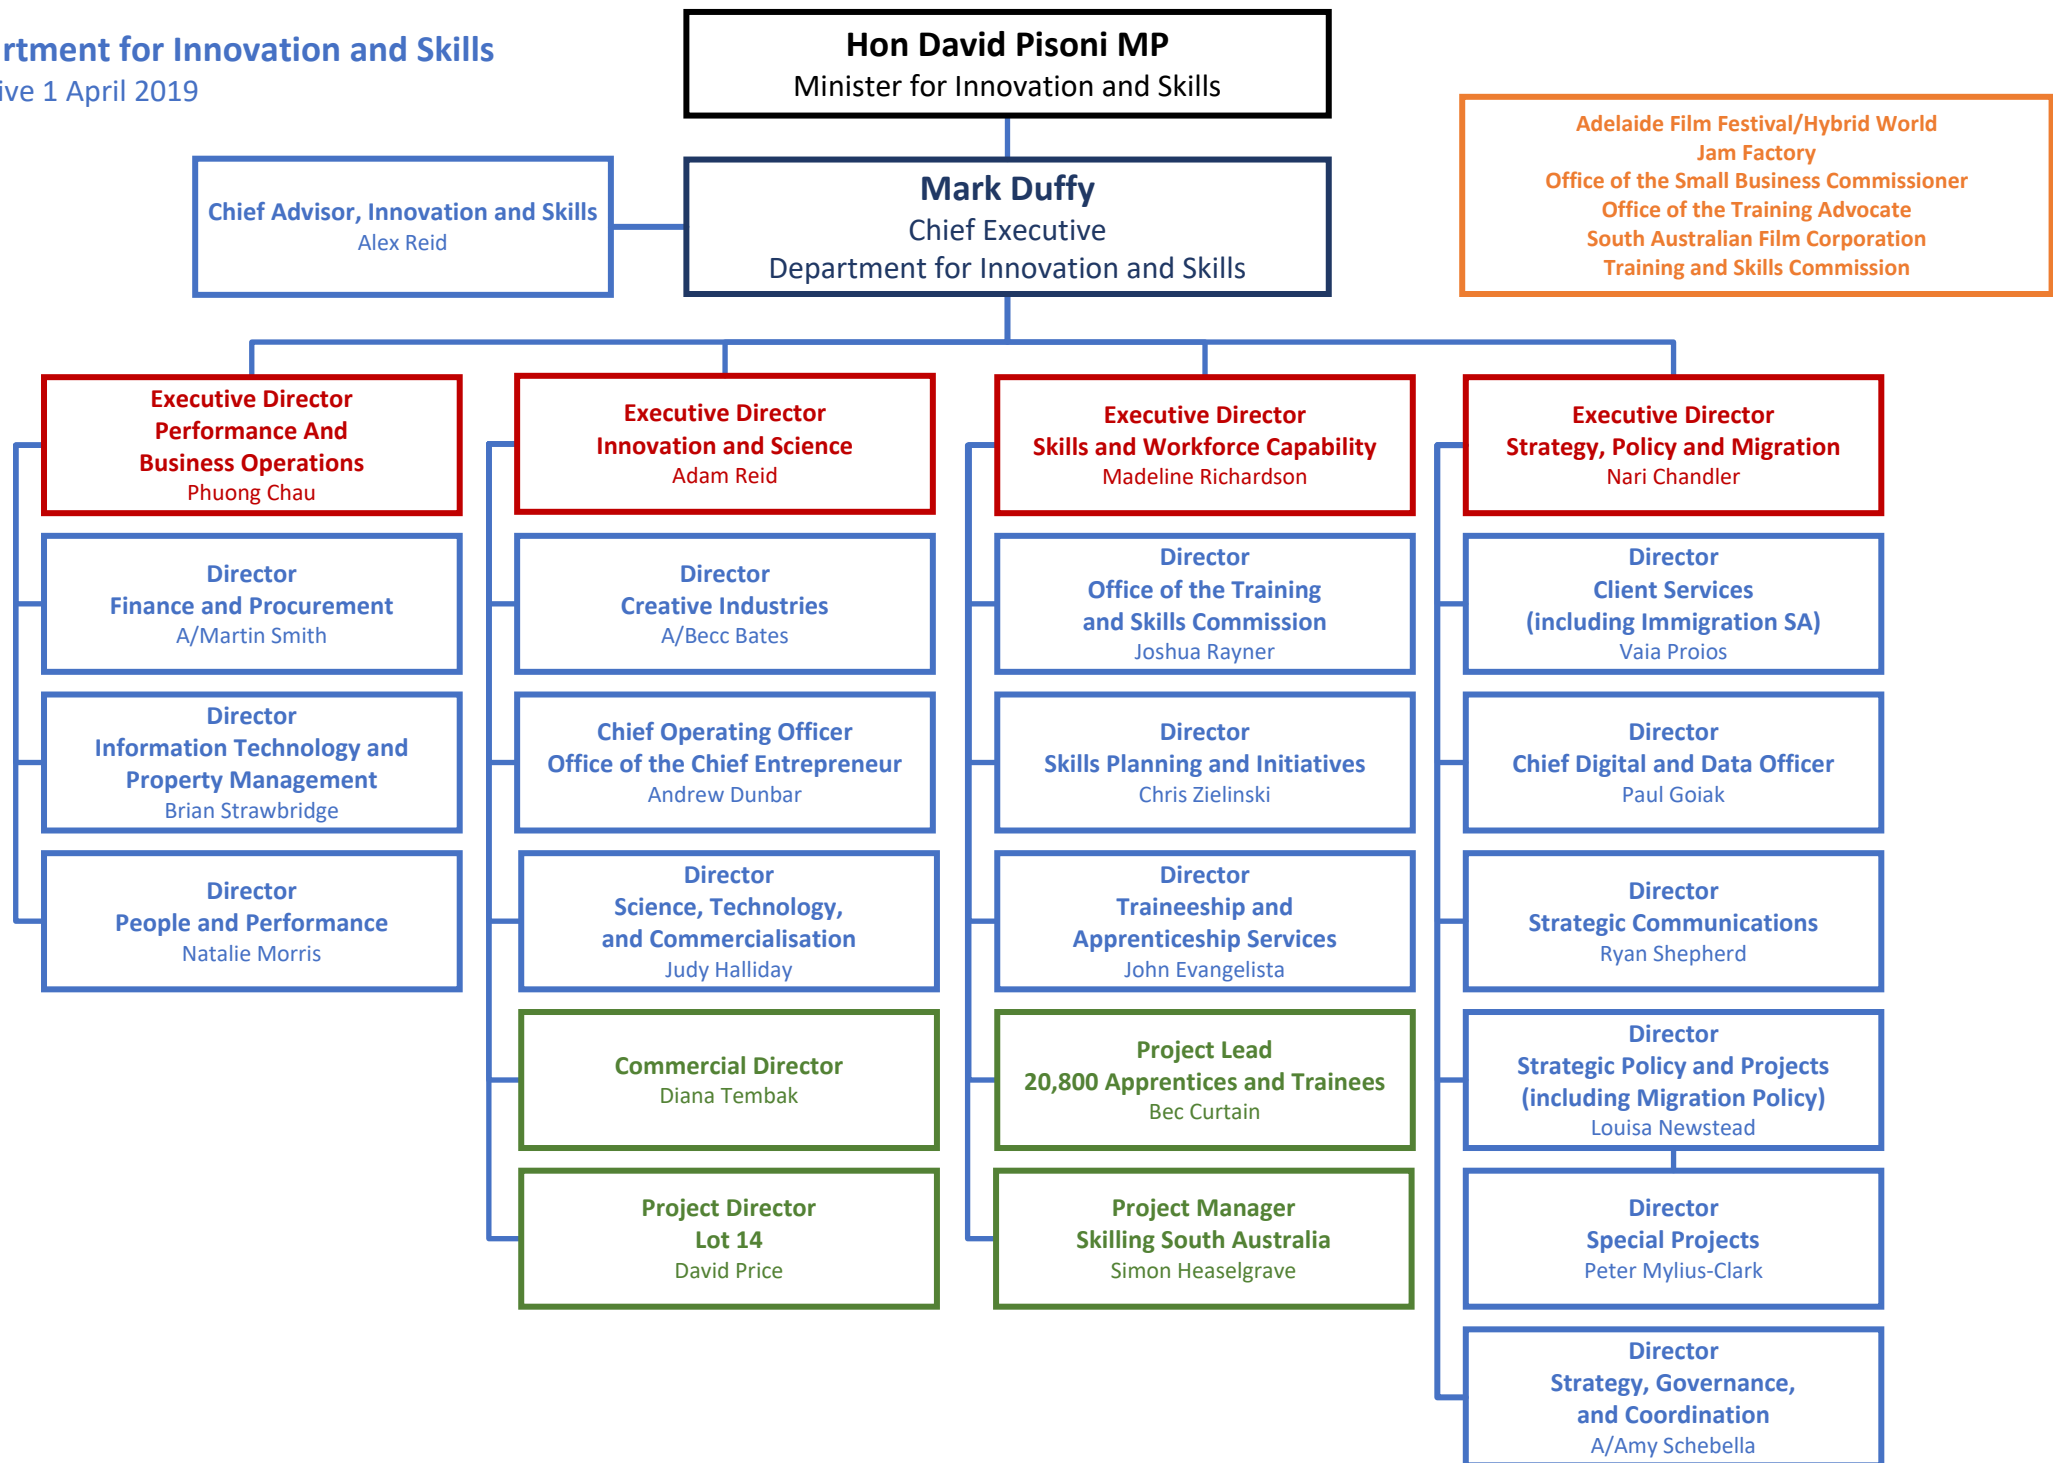 rtment for Innovation and Skills
ive 1 April 2019
Hon David Pisoni MP
Minister for Innovation and Skills
Adelaide Film Festival/Hybrid World
Jam Factory
Office of the Small Business Commissioner
Office of the Training Advocate
South Australian Film Corporation
Training and Skills Commission
Chief Advisor, Innovation and Skills
Alex Reid
Mark Duffy
Chief Executive
Department for Innovation and Skills
Executive Director
Performance And
Business Operations
Phuong Chau
Director
Finance and Procurement
A/Martin Smith
Director
Information Technology and
Property Management
Brian Strawbridge
Director
People and Performance
Natalie Morris
Executive Director
Innovation and Science
Adam Reid
Director
Creative Industries
A/Becc Bates
Chief Operating Officer
Office of the Chief Entrepreneur
Andrew Dunbar
Director
Science, Technology,
and Commercialisation
Judy Halliday
Commercial Director
Diana Tembak
Project Director
Lot 14
David Price
Executive Director
Skills and Workforce Capability
Madeline Richardson
Director
Office of the Training
and Skills Commission
Joshua Rayner
Director
Skills Planning and Initiatives
Chris Zielinski
Director
Traineeship and
Apprenticeship Services
John Evangelista
Project Lead
20,800 Apprentices and Trainees
Bec Curtain
Project Manager
Skilling South Australia
Simon Heaselgrave
Executive Director
Strategy, Policy and Migration
Nari Chandler
Director
Client Services
(including Immigration SA)
Vaia Proios
Director
Chief Digital and Data Officer
Paul Goiak
Director
Strategic Communications
Ryan Shepherd
Director
Strategic Policy and Projects
(including Migration Policy)
Louisa Newstead
Director
Special Projects
Peter Mylius-Clark
Director
Strategy, Governance,
and Coordination
A/Amy Schebella